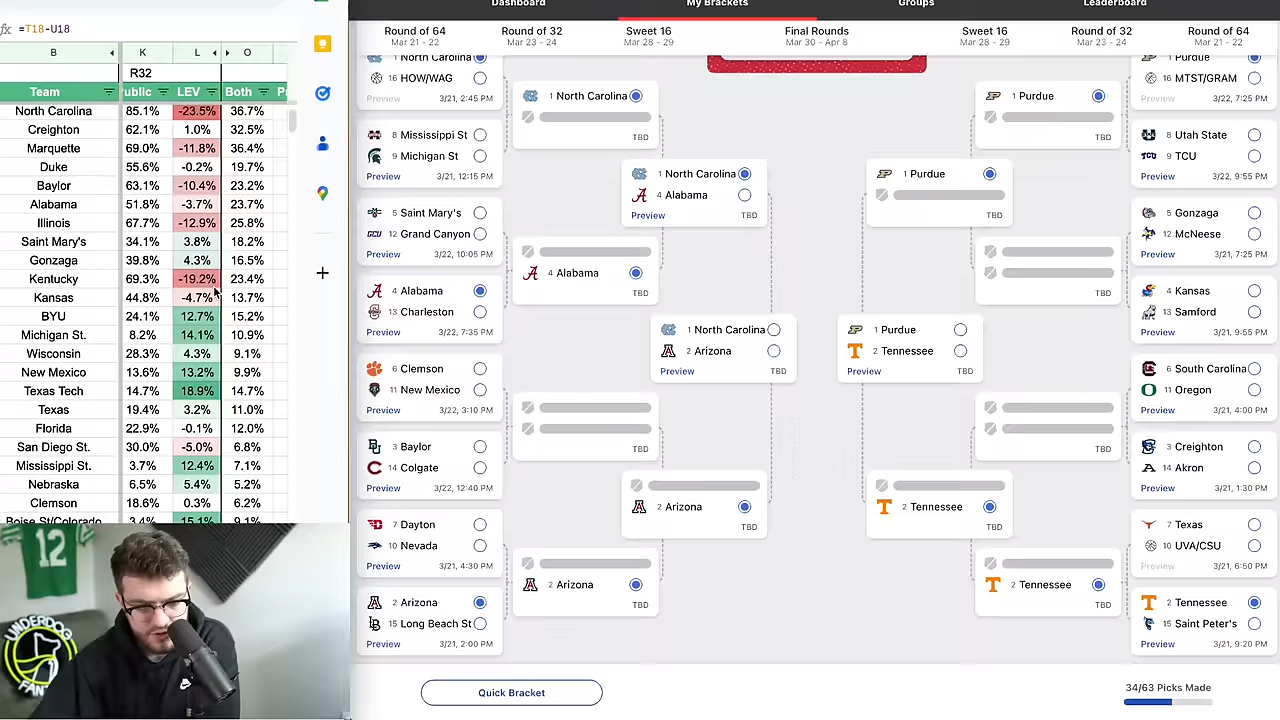 fx =T18-U18
B K L O
R32
Team Public LEV Both
North Carolina 85.1% -23.5% 36.7%
Creighton 62.1% 1.0% 32.5%
Marquette 69.0% -11.8% 36.4%
Duke 55.6% -0.2% 19.7%
Baylor 63.1% -10.4% 23.2%
Alabama 51.8% -3.7% 23.7%
Illinois 67.7% -12.9% 25.8%
Saint Mary's 34.1% 3.8% 18.2%
Gonzaga 39.8% 4.3% 16.5%
Kentucky 69.3% -19.2% 23.4%
Kansas 44.8% -4.7% 13.7%
BYU 24.1% 12.7% 15.2%
Michigan St. 8.2% 14.1% 10.9%
Wisconsin 28.3% 4.3% 9.1%
New Mexico 13.6% 13.2% 9.9%
Texas Tech 14.7% 18.9% 14.7%
Texas 19.4% 3.2% 11.0%
Florida 22.9% -0.1% 12.0%
San Diego St. 30.0% -5.0% 6.8%
Mississippi St. 3.7% 12.4% 7.1%
Nebraska 6.5% 5.4% 5.2%
Clemson 18.6% 0.3% 6.2%
Boise St/Colorado 3.4% 15.1% 9.1%
12
UNDERDOG
FANTASY
Dashboard My Brackets Groups Leaderboard
Round of 64 Round of 32 Sweet 16 Final Rounds Sweet 16 Round of 32 Round of 64
Mar 21 - 22 Mar 23 - 24 Mar 28 - 29 Mar 30 - Apr 8 Mar 28 - 29 Mar 23 - 24 Mar 21 - 22
1 North Carolina
16 HOW/WAG
Preview 3/21, 2:45 PM
8 Mississippi St
9 Michigan St
Preview 3/21, 12:15 PM
5 Saint Mary's
12 Grand Canyon
Preview 3/22, 10:05 PM
4 Alabama
13 Charleston
Preview 3/22, 7:35 PM
6 Clemson
11 New Mexico
Preview 3/22, 3:10 PM
3 Baylor
14 Colgate
Preview 3/22, 12:40 PM
7 Dayton
10 Nevada
Preview 3/21, 4:30 PM
2 Arizona
15 Long Beach St
Preview 3/21, 2:00 PM
1 North Carolina
TBD
4 Alabama
TBD
TBD
2 Arizona
TBD
1 North Carolina
4 Alabama
Preview TBD
2 Arizona
TBD
1 North Carolina
2 Arizona
Preview TBD
1 Purdue
2 Tennessee
Preview TBD
1 Purdue
TBD
2 Tennessee
TBD
1 Purdue
TBD
TBD
TBD
2 Tennessee
TBD
1 Purdue
16 MTST/GRAM
Preview 3/22, 7:25 PM
8 Utah State
9 TCU
Preview 3/22, 9:55 PM
5 Gonzaga
12 McNeese
Preview 3/21, 7:25 PM
4 Kansas
13 Samford
Preview 3/21, 9:55 PM
6 South Carolina
11 Oregon
Preview 3/21, 4:00 PM
3 Creighton
14 Akron
Preview 3/21, 1:30 PM
7 Texas
10 UVA/CSU
Preview 3/21, 6:50 PM
2 Tennessee
15 Saint Peter's
Preview 3/21, 9:20 PM
Quick Bracket
34/63 Picks Made